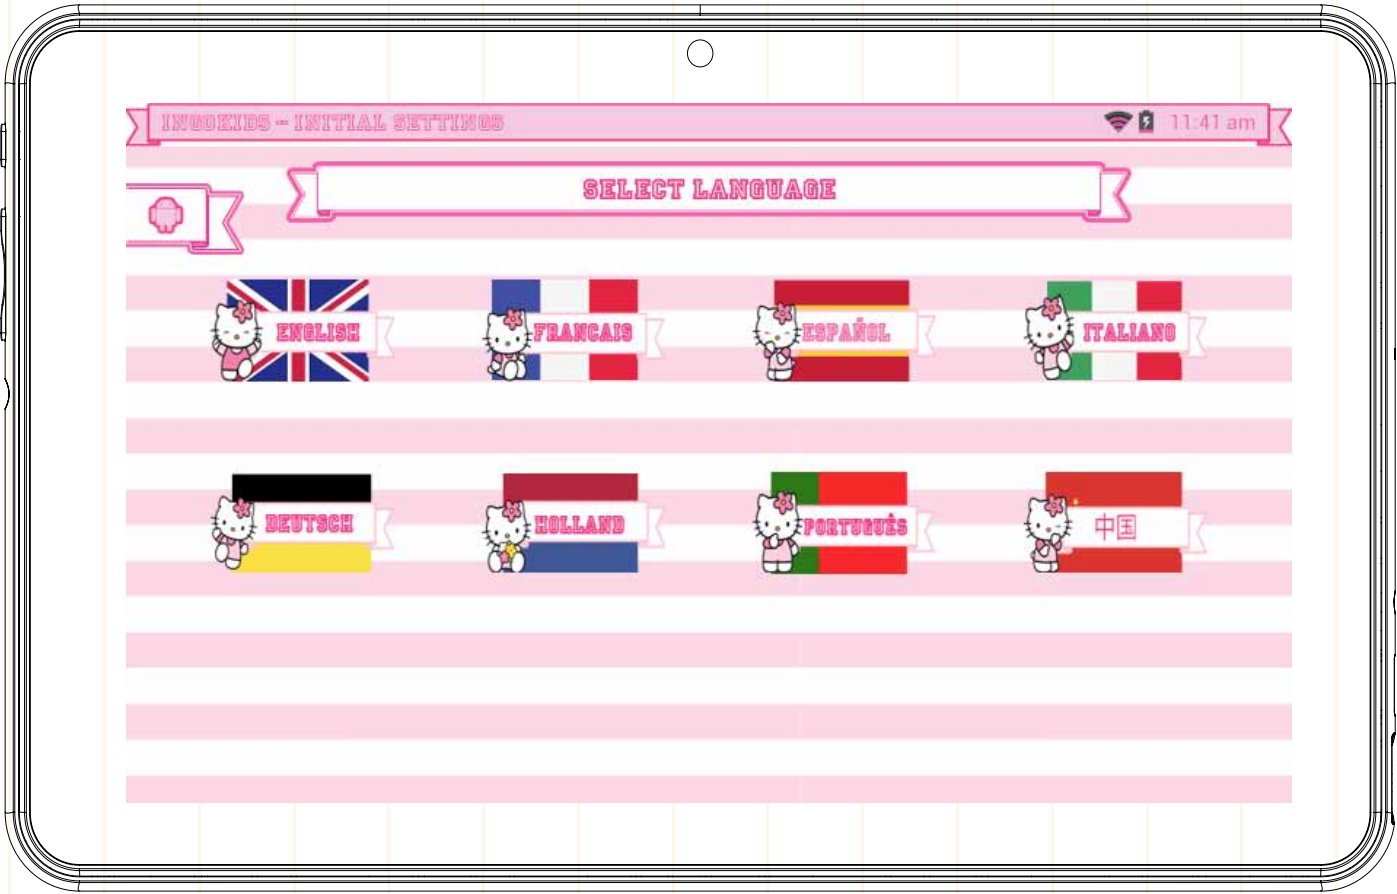 INGOKIDS - INITIAL SETTINGS
11:41 am
SELECT LANGUAGE
ENGLISH
FRANCAIS
ESPAÑOL
ITALIANO
DEUTSCH
HOLLAND
PORTUGUÊS
中国